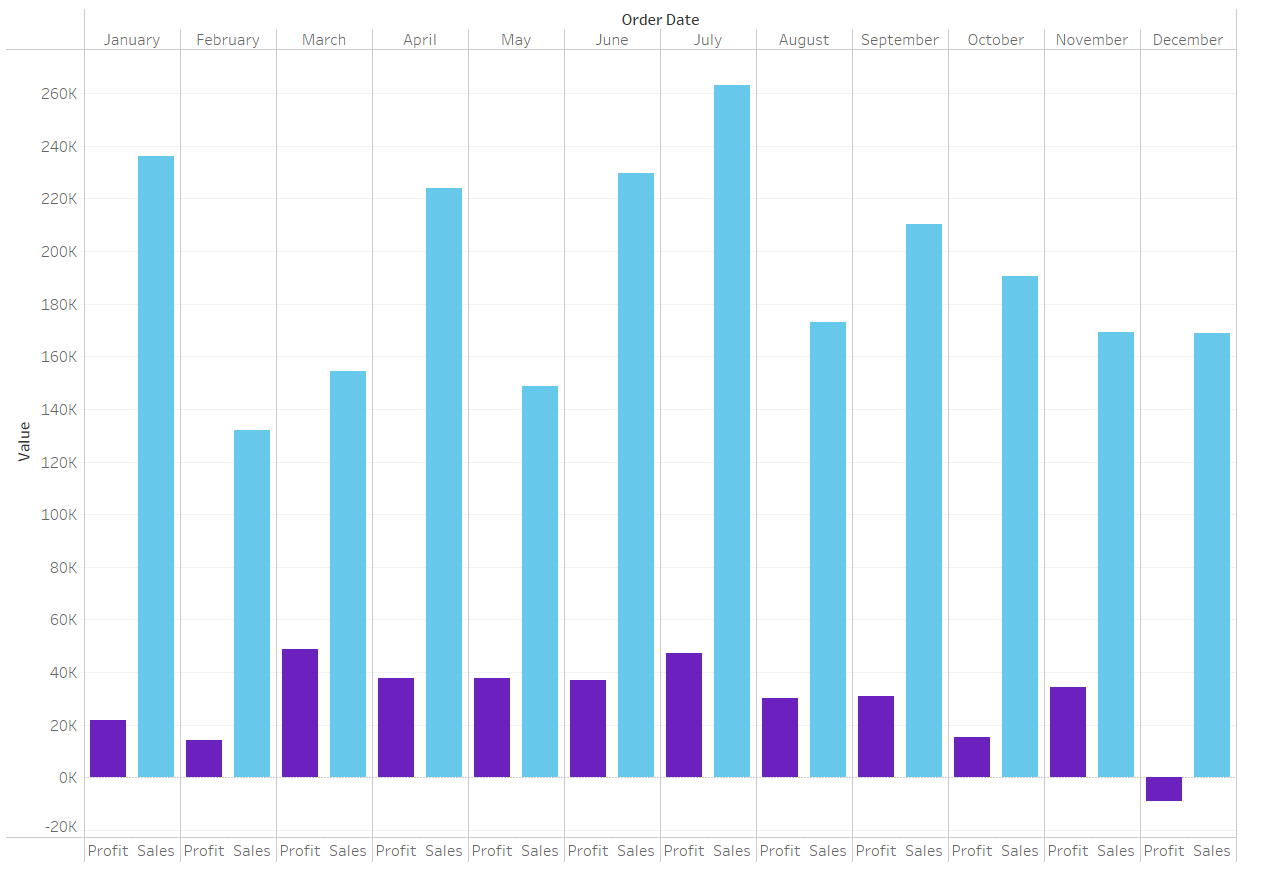 Order Date
January February March April May June July August September October November December
260K
240K
220K
200K
180K
160K
140K
120K
100K
80K
60K
40K
20K
0K
-20K
Value
Profit Sales Profit Sales Profit Sales Profit Sales Profit Sales Profit Sales Profit Sales Profit Sales Profit Sales Profit Sales Profit Sales Profit Sales